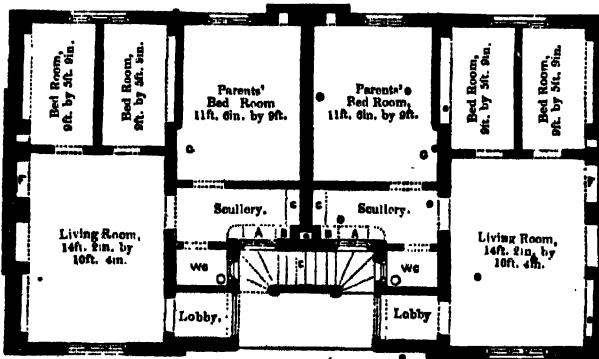 Bed Room,
9ft. by 5ft. 9in.
Bed Room,
9ft. by 5ft. 5in.
Parents'
Bed Room
11ft. 6in. by 9ft.
Parents'
Bed Room,
11ft. 6in. by 9ft.
Bed Room,
9ft. by 5ft. 9in.
Bed Room,
9ft. by 5ft. 9in.
G
G
F
F
Scullery.
C
C
Scullery.
Living Room,
14ft. 2in. by
10ft. 4in.
A
B
B
A
Living Room,
14ft. 2in. by
10ft. 4in.
WC
C
WC
Lobby.
Lobby